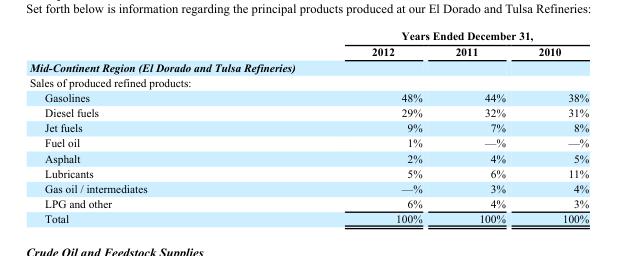 Set forth below is information regarding the principal products produced at our El Dorado and Tulsa Refineries:
Years Ended December 31,
2012 2011 2010
Mid-Continent Region (El Dorado and Tulsa Refineries)
Sales of produced refined products:
Gasolines 48% 44% 38%
Diesel fuels 29% 32% 31%
Jet fuels 9% 7% 8%
Fuel oil 1% —% —%
Asphalt 2% 4% 5%
Lubricants 5% 6% 11%
Gas oil / intermediates —% 3% 4%
LPG and other 6% 4% 3%
Total 100% 100% 100%
Crude Oil and Feedstock Supplies